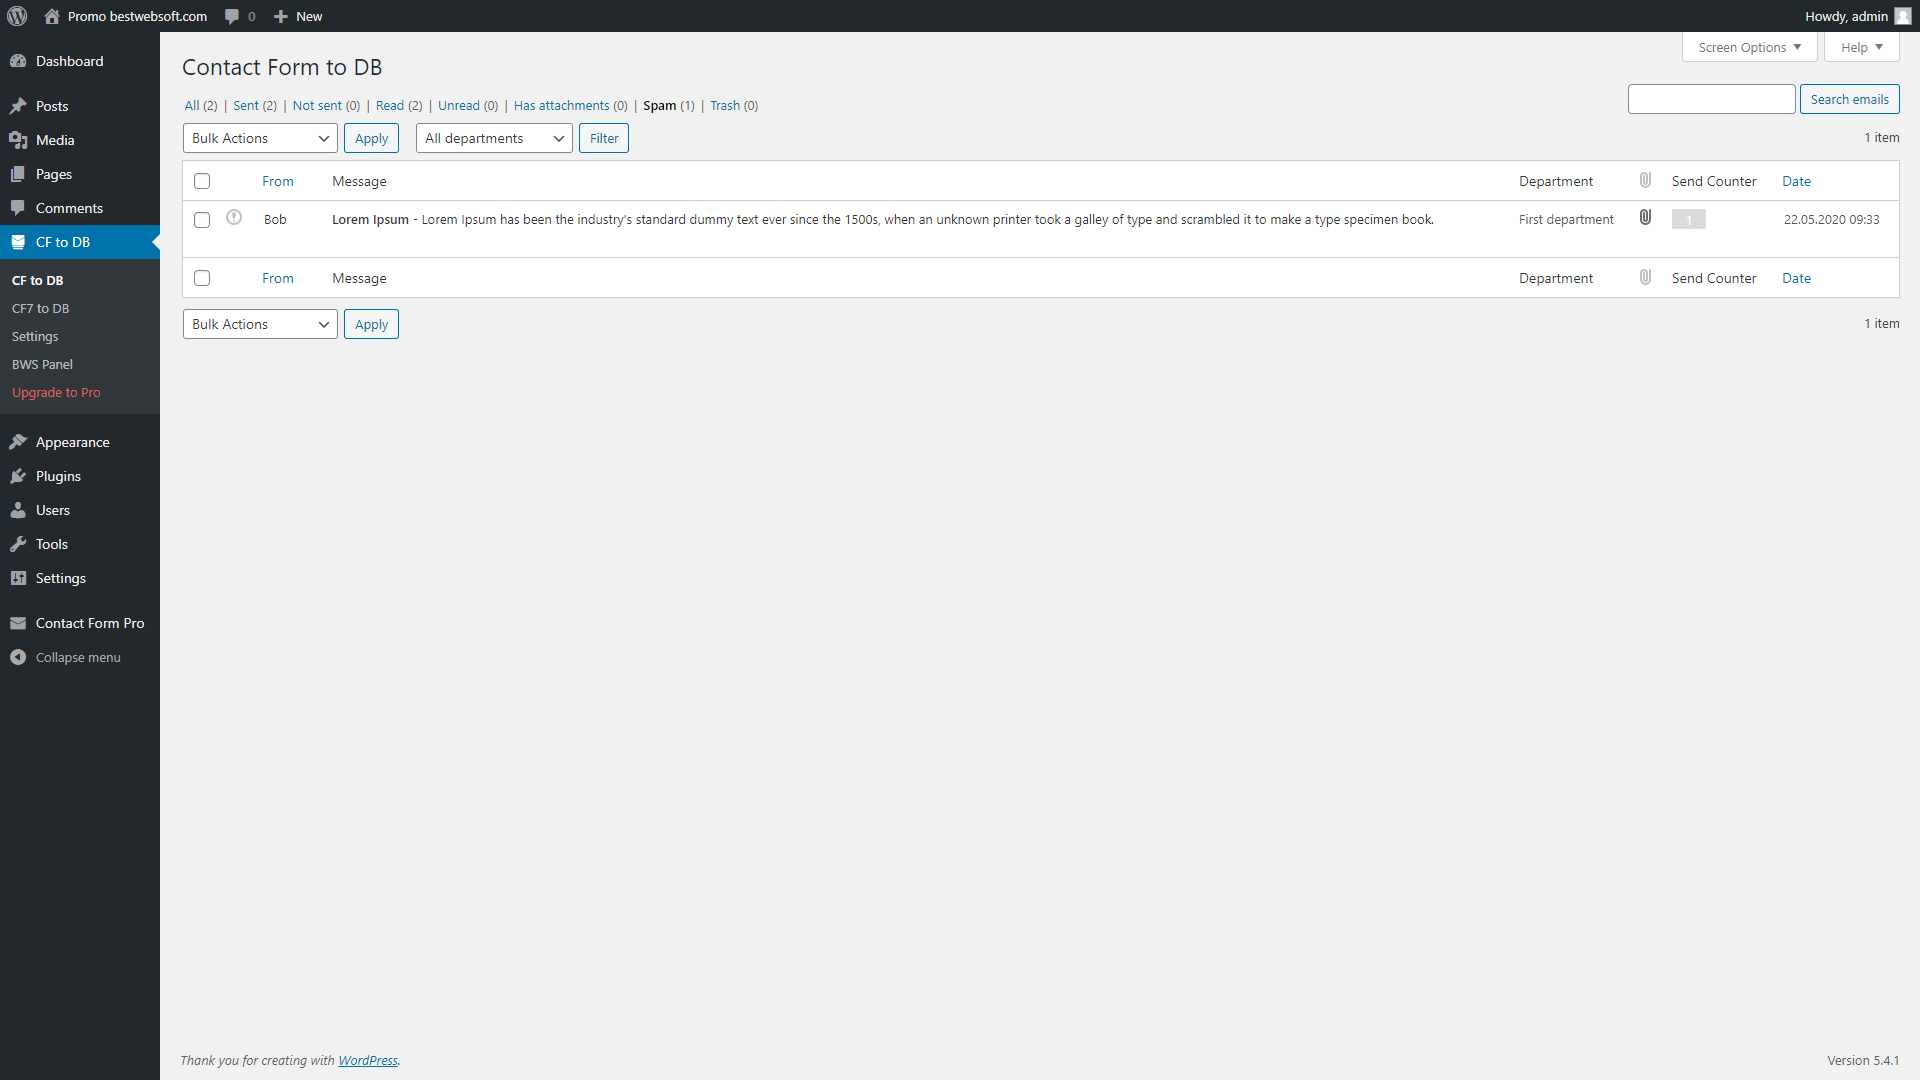 Promo bestwebsoft.com 0 New Howdy, admin
Screen Options Help
Dashboard
Posts
Media
Pages
Comments
CF to DB
CF to DB
CF7 to DB
Settings
BWS Panel
Upgrade to Pro
Appearance
Plugins
Users
Tools
Settings
Contact Form Pro
Collapse menu
Contact Form to DB
All (2) | Sent (2) | Not sent (0) | Read (2) | Unread (0) | Has attachments (0) | Spam (1) | Trash (0)
Search emails
Bulk Actions Apply All departments Filter 1 item
From Message Department Send Counter Date
Bob Lorem Ipsum - Lorem Ipsum has been the industry's standard dummy text ever since the 1500s, when an unknown printer took a galley of type and scrambled it to make a type specimen book. First department 1 22.05.2020 09:33
From Message Department Send Counter Date
Bulk Actions Apply 1 item
Thank you for creating with WordPress. Version 5.4.1